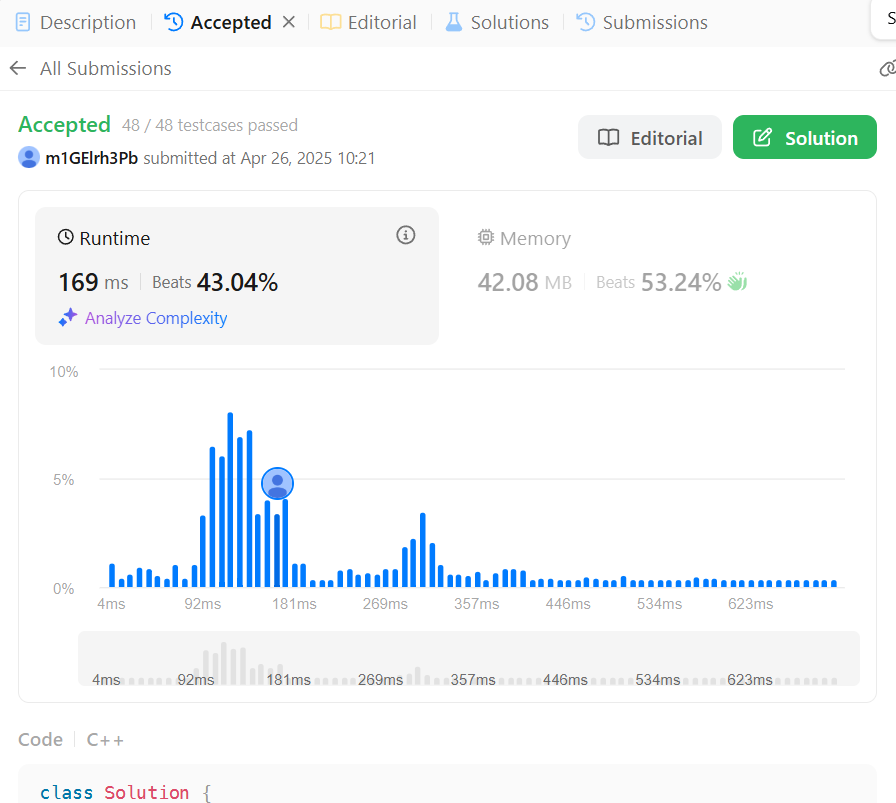 Description Accepted Editorial Solutions Submissions
All Submissions
Accepted 48 / 48 testcases passed
m1GElrh3Pb submitted at Apr 26, 2025 10:21
Editorial
Solution
Runtime
169 ms Beats 43.04%
Analyze Complexity
Memory
42.08 MB Beats 53.24%
10%
5%
0%
4ms 92ms 181ms 269ms 357ms 446ms 534ms 623ms
4ms 92ms 181ms 269ms 357ms 446ms 534ms 623ms
Code C++
class Solution {